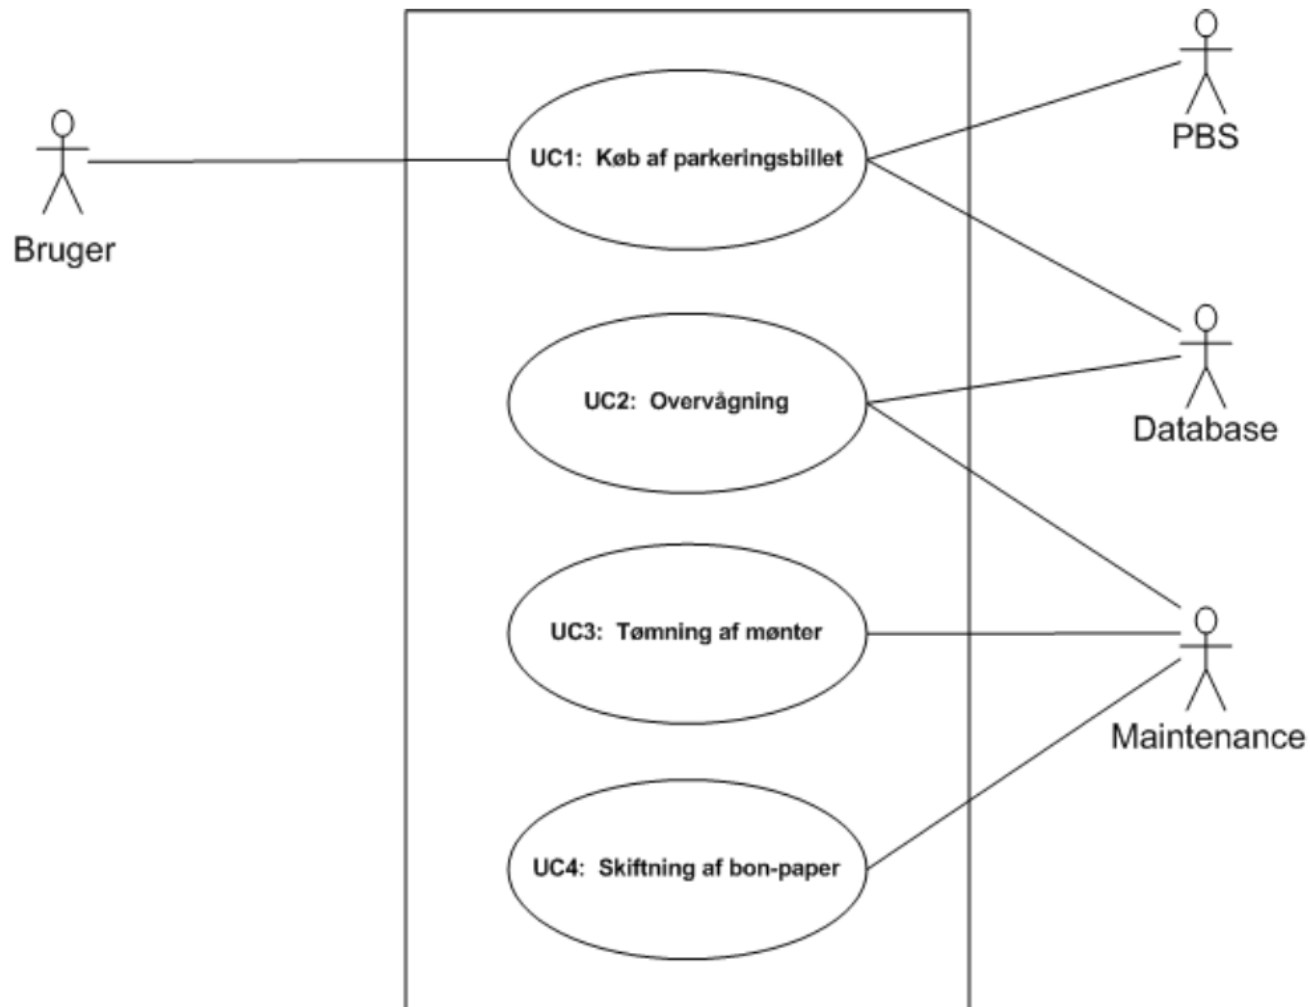 PBS
UC1: Køb af parkeringsbillet
Bruger
UC2: Overvågning
Database
UC3: Tømning af mønter
Maintenance
UC4: Skiftning af bon-paper